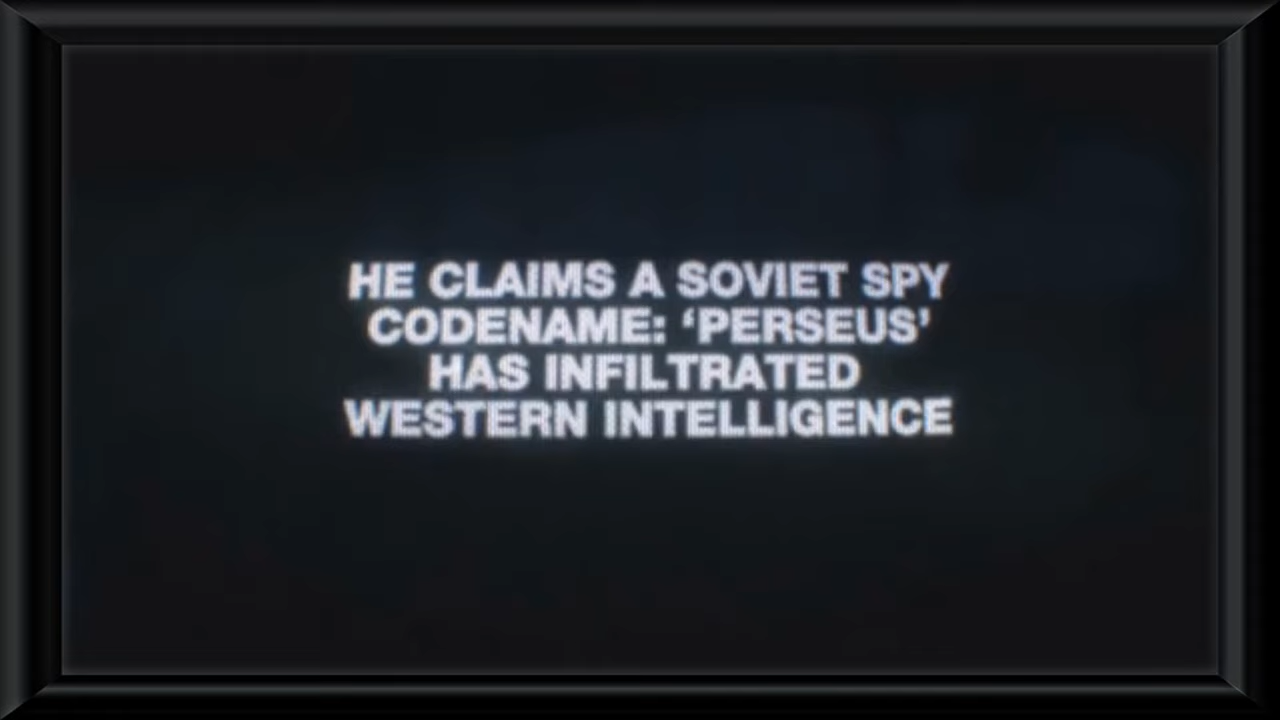 HE CLAIMS A SOVIET SPY
CODENAME: ‘PERSEUS’
HAS INFILTRATED
WESTERN INTELLIGENCE